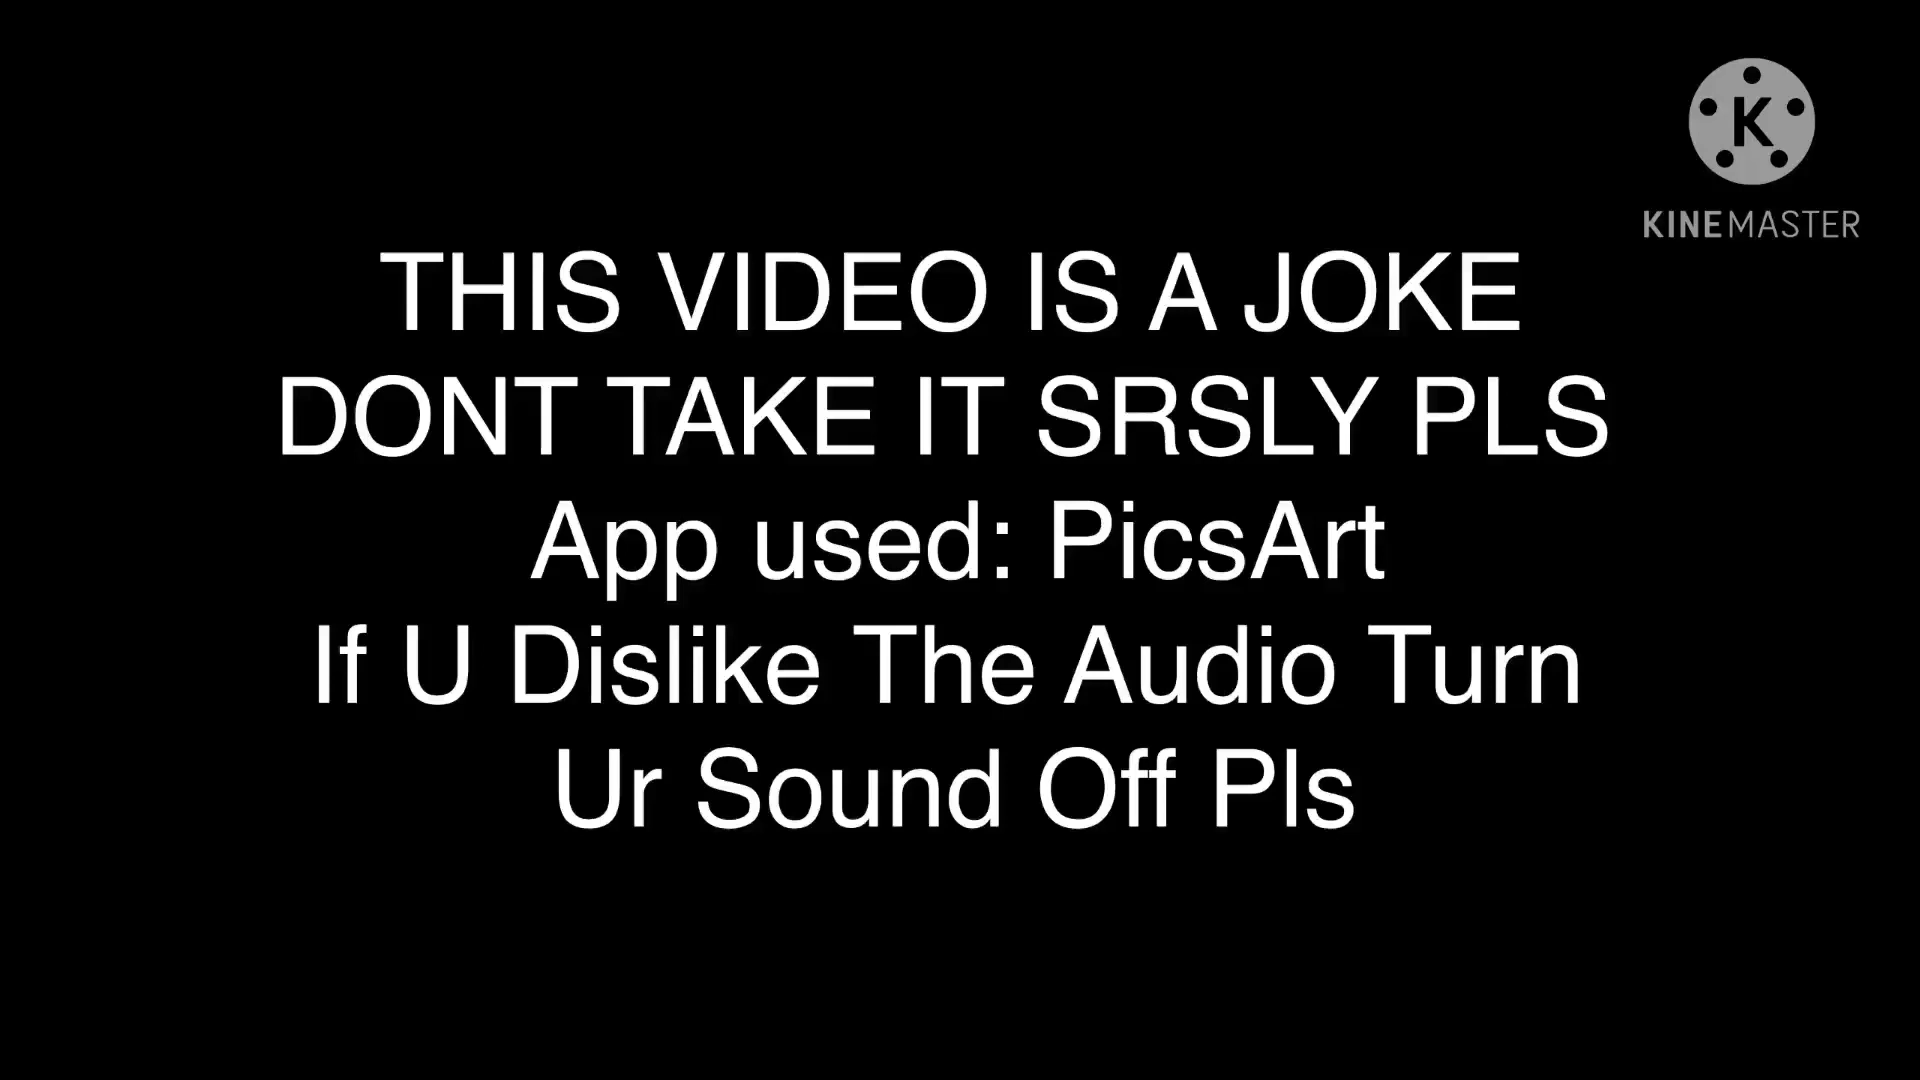 K
KINEMASTER
THIS VIDEO IS A JOKE
DONT TAKE IT SRSLY PLS
App used: PicsArt
If U Dislike The Audio Turn
Ur Sound Off Pls